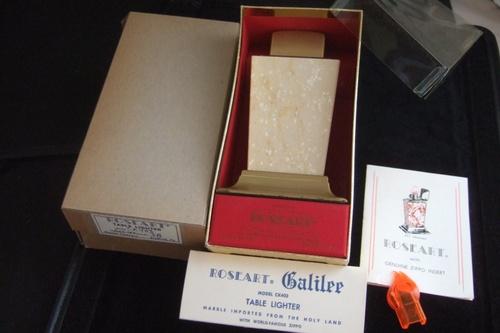 ROSEART®
TABLE LIGHTER
ROSEART
ROSEART® Galilee
MODEL CK403
TABLE LIGHTER
MARBLE IMPORTED FROM THE HOLY LAND
WITH WORLD-FAMOUS ZIPPO
ROSEART®
WITH
GENUINE ZIPPO INSERT